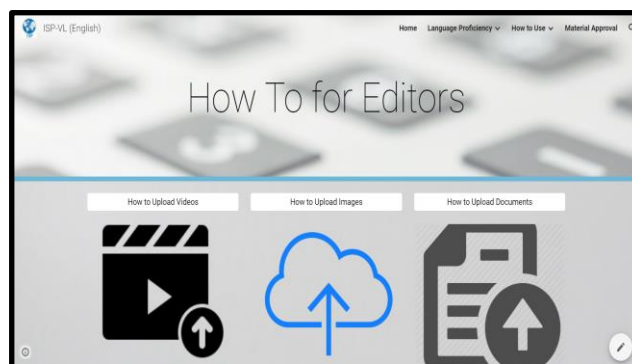 ISP-VL (English)
Home Language Proficiency How to Use Material Approval
How To for Editors
How to Upload Videos How to Upload Images How to Upload Documents